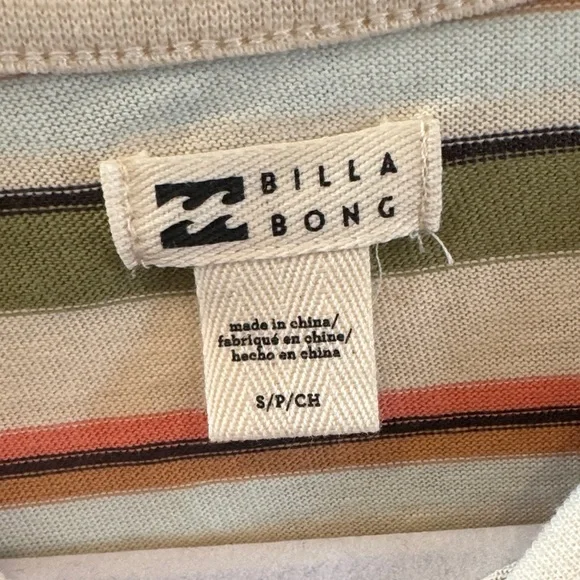 BILLA
BONG
made in china/
fabriqué en chine/
hecho en china
S/P/CH